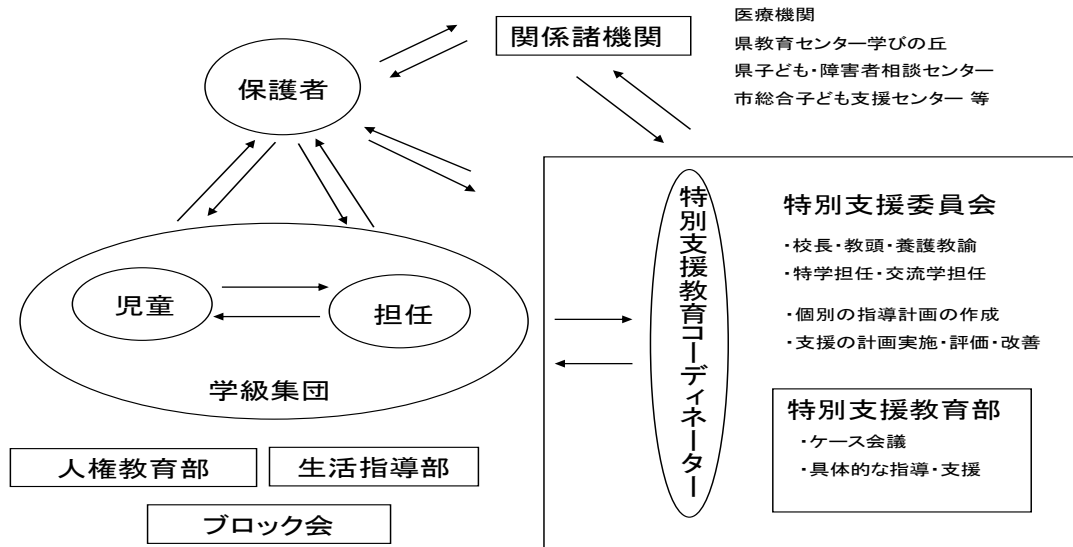 医療機関
関係諸機関
県教育センター学びの丘
県子ども・障害者相談センター
市総合子ども支援センター 等
保護者
特別支援教育コーディネーター
特別支援委員会
・校長・教頭・養護教諭
・特学担任・交流学担任
・個別の指導計画の作成
・支援の計画実施・評価・改善
児童
担任
学級集団
特別支援教育部
・ケース会議
・具体的な指導・支援
人権教育部
生活指導部
ブロック会